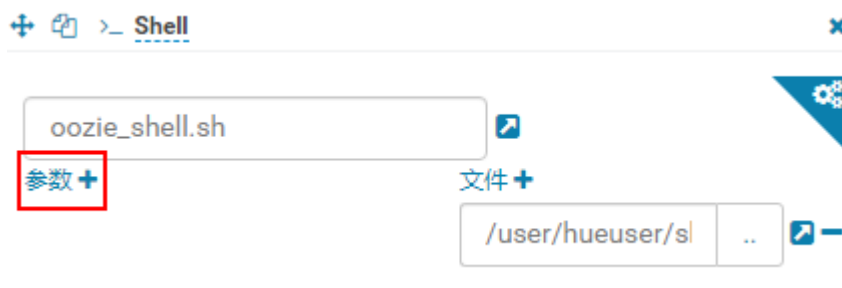 >_ Shell
oozie_shell.sh
参数 +
文件 +
/user/hueuser/sl
..